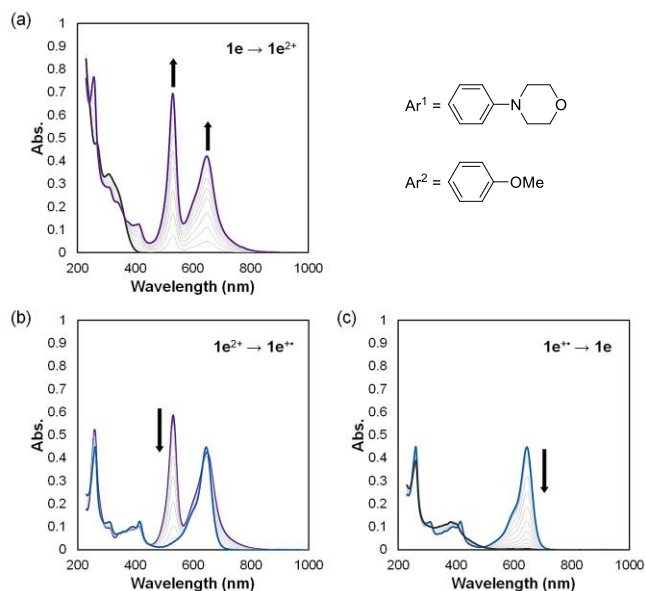 (a)
1e → 1e²⁺
1
0.9
0.8
0.7
0.6
0.5
0.4
0.3
0.2
0.1
0
Abs.
200 400 600 800 1000
Wavelength (nm)
Ar¹ =
N
O
Ar² =
OMe
(b)
1e²⁺ → 1e⁺•
1
0.9
0.8
0.7
0.6
0.5
0.4
0.3
0.2
0.1
0
Abs.
200 400 600 800 1000
Wavelength (nm)
(c)
1e⁺• → 1e
1
0.9
0.8
0.7
0.6
0.5
0.4
0.3
0.2
0.1
0
Abs.
200 400 600 800 1000
Wavelength (nm)